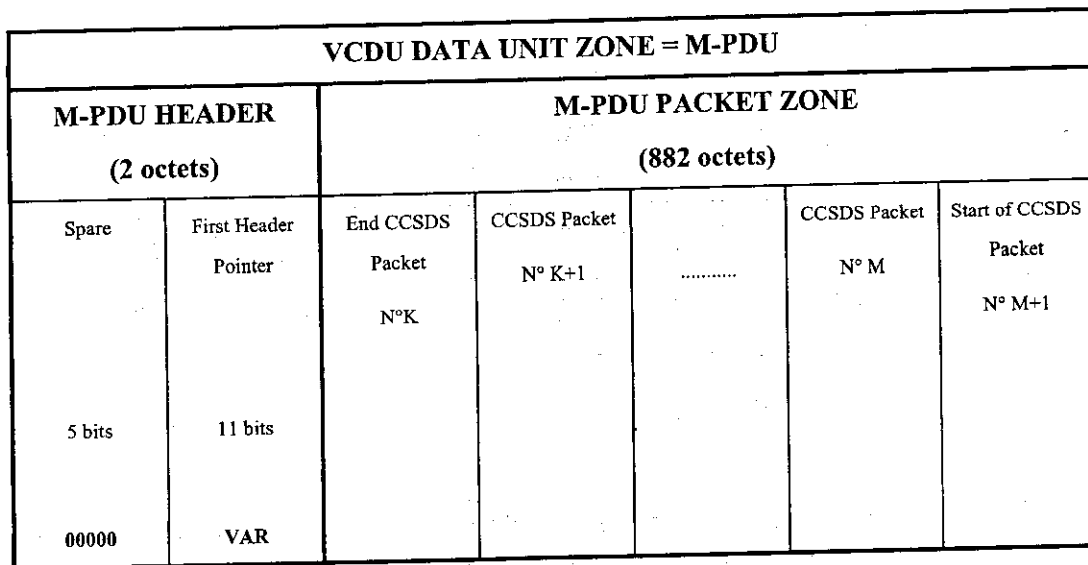 VCDU DATA UNIT ZONE = M-PDU
M-PDU HEADER
(2 octets)
M-PDU PACKET ZONE
(882 octets)
Spare
First Header
Pointer
End CCSDS
Packet
N°K
CCSDS Packet
N° K+1
...........
CCSDS Packet
N° M
Start of CCSDS
Packet
N° M+1
5 bits
11 bits
00000
VAR